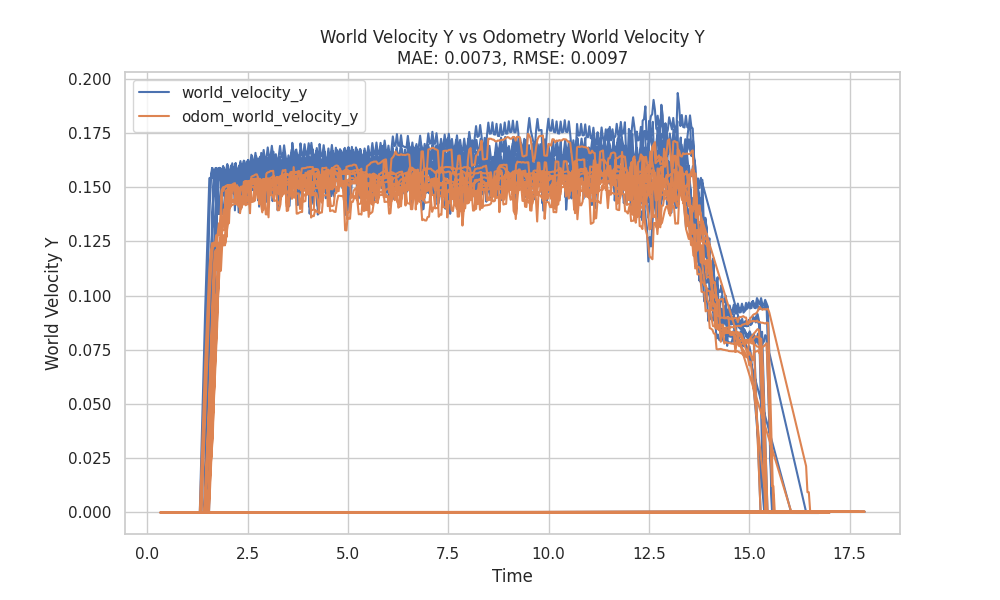 World Velocity Y vs Odometry World Velocity Y
MAE: 0.0073, RMSE: 0.0097
world_velocity_y
odom_world_velocity_y
World Velocity Y
0.200
0.175
0.150
0.125
0.100
0.075
0.050
0.025
0.000
0.0 2.5 5.0 7.5 10.0 12.5 15.0 17.5
Time